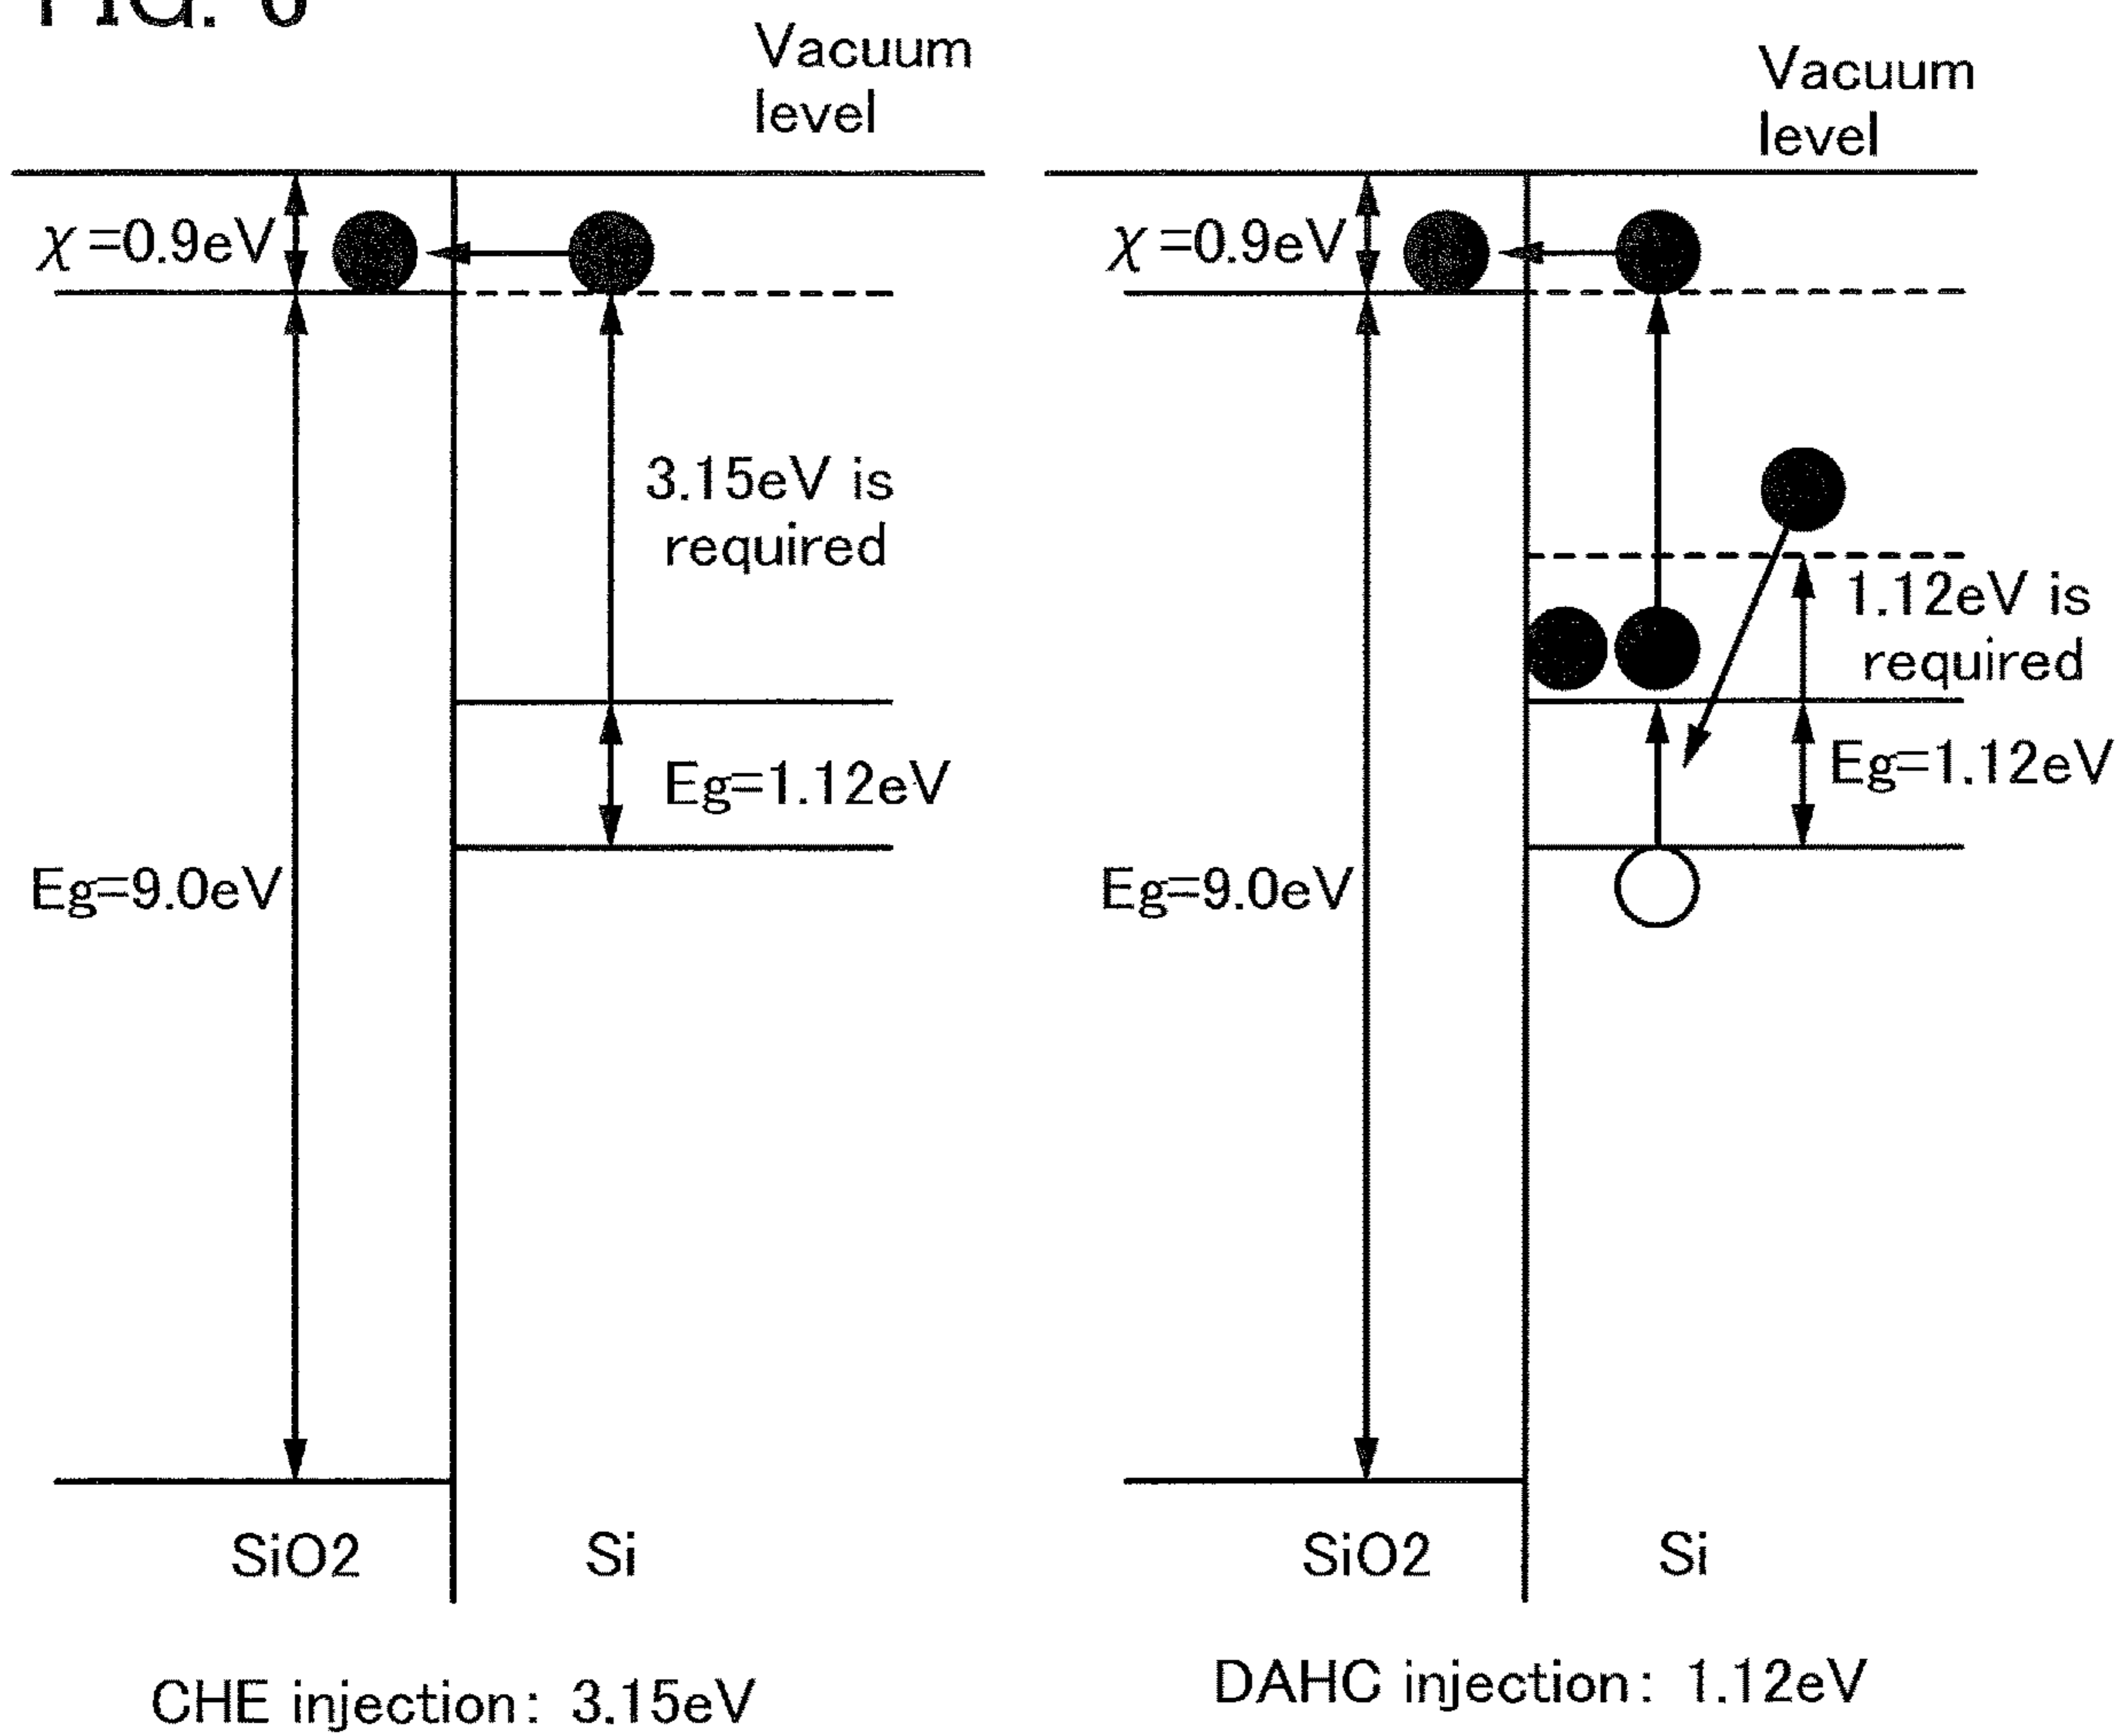 FIG. 6
Vacuum
level
χ=0.9eV
3.15eV is
required
Eg=1.12eV
Eg=9.0eV
SiO2
Si
CHE injection: 3.15eV
Vacuum
level
χ=0.9eV
1.12eV is
required
Eg=1.12eV
Eg=9.0eV
SiO2
Si
DAHC injection: 1.12eV